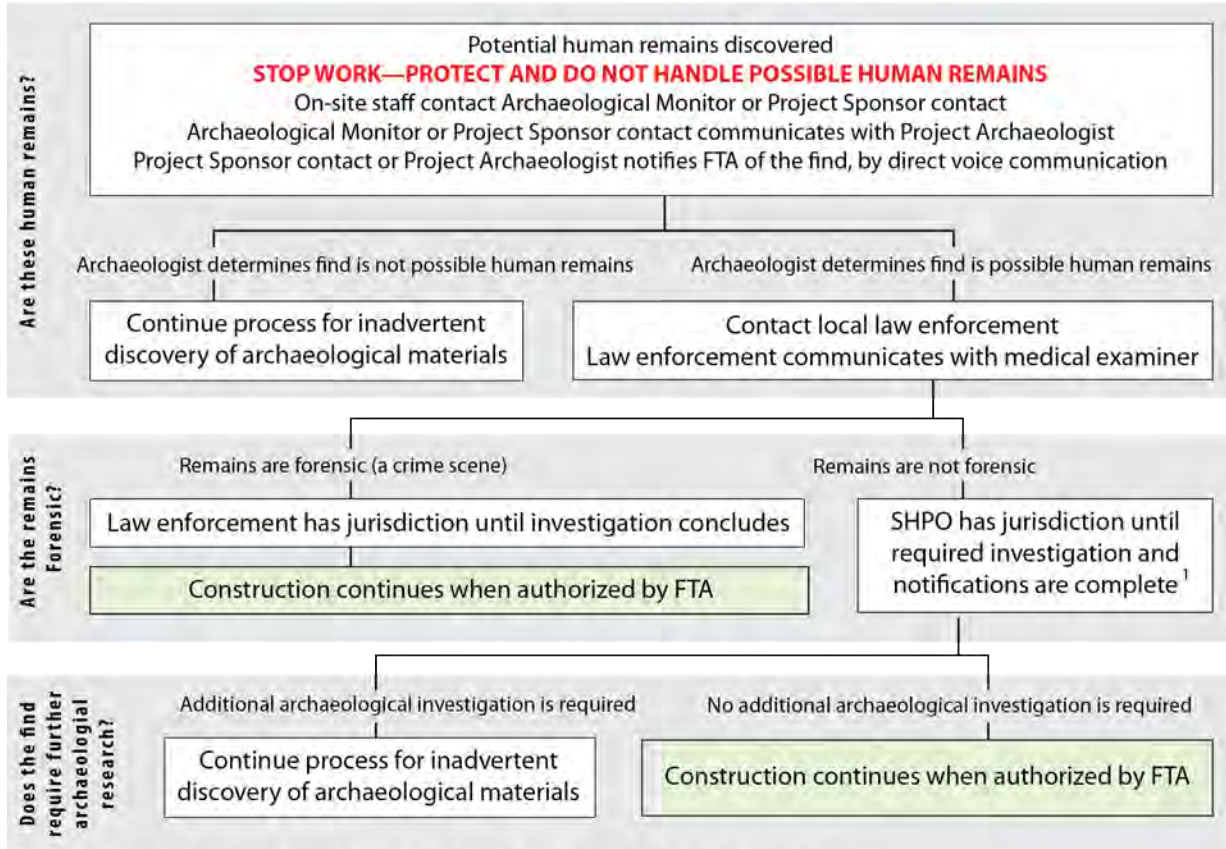 Are these human remains?
Potential human remains discovered
STOP WORK—PROTECT AND DO NOT HANDLE POSSIBLE HUMAN REMAINS
On-site staff contact Archaeological Monitor or Project Sponsor contact
Archaeological Monitor or Project Sponsor contact communicates with Project Archaeologist
Project Sponsor contact or Project Archaeologist notifies FTA of the find, by direct voice communication
Archaeologist determines find is not possible human remains
Archaeologist determines find is possible human remains
Continue process for inadvertent
discovery of archaeological materials
Contact local law enforcement
Law enforcement communicates with medical examiner
Are the remains
Forensic?
Remains are forensic (a crime scene)
Remains are not forensic
Law enforcement has jurisdiction until investigation concludes
Construction continues when authorized by FTA
SHPO has jurisdiction until
required investigation and
notifications are complete 1
Does the find
require further
archaeologial
research?
Additional archaeological investigation is required
No additional archaeological investigation is required
Continue process for inadvertent
discovery of archaeological materials
Construction continues when authorized by FTA